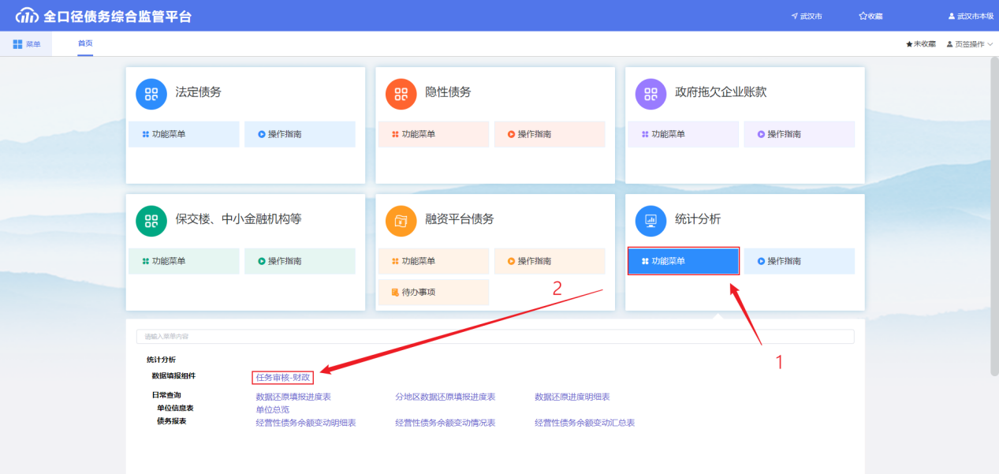 全口径债务综合监管平台 武汉市 收藏 武汉市本级
菜单 首页 未收藏 页签操作
法定债务 隐性债务 政府拖欠企业账款
功能菜单 操作指南 功能菜单 操作指南 功能菜单 操作指南
保交楼、中小金融机构等 融资平台债务 统计分析
功能菜单 操作指南 功能菜单 操作指南 功能菜单 操作指南
待办事项 2
请输入菜单内容
统计分析 1
数据填报组件 任务审核-财政
日常查询 数据还原填报进度表 分地区数据还原填报进度表 数据还原进度明细表
单位信息表 单位总览
债务报表 经营性债务余额变动明细表 经营性债务余额变动情况表 经营性债务余额变动汇总表